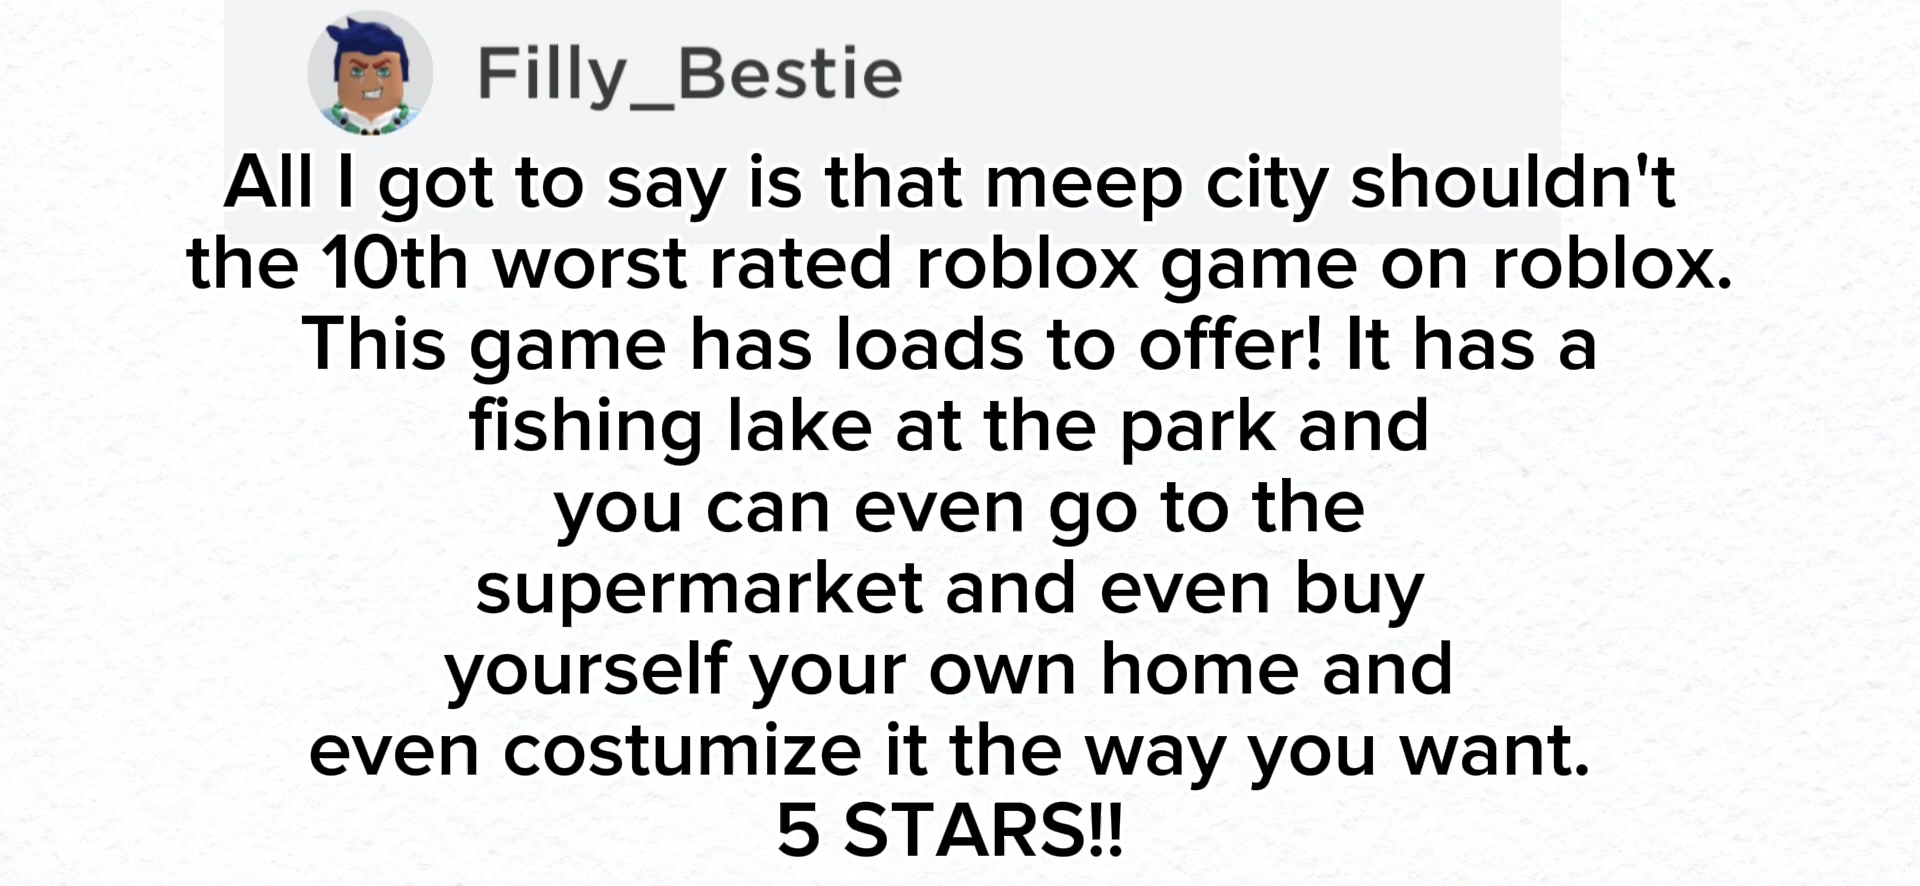 Filly_Bestie
All I got to say is that meep city shouldn't
the 10th worst rated roblox game on roblox.
This game has loads to offer! It has a
fishing lake at the park and
you can even go to the
supermarket and even buy
yourself your own home and
even costumize it the way you want.
5 STARS!!